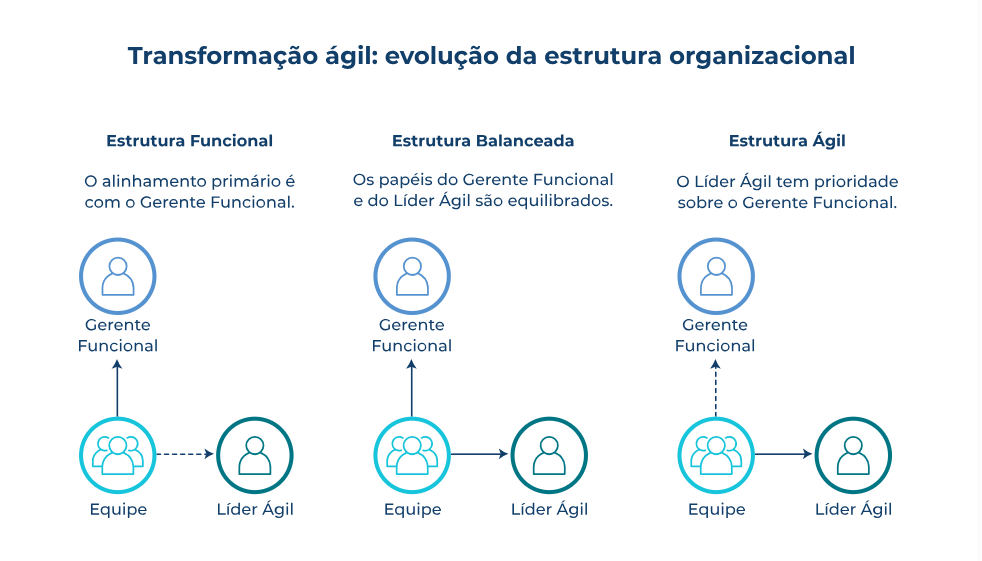 Transformação ágil: evolução da estrutura organizacional
Estrutura Funcional
O alinhamento primário é
com o Gerente Funcional.
Gerente
Funcional
Equipe
Líder Ágil
Estrutura Balanceada
Os papéis do Gerente Funcional
e do Líder Ágil são equilibrados.
Gerente
Funcional
Equipe
Líder Ágil
Estrutura Ágil
O Líder Ágil tem prioridade
sobre o Gerente Funcional.
Gerente
Funcional
Equipe
Líder Ágil